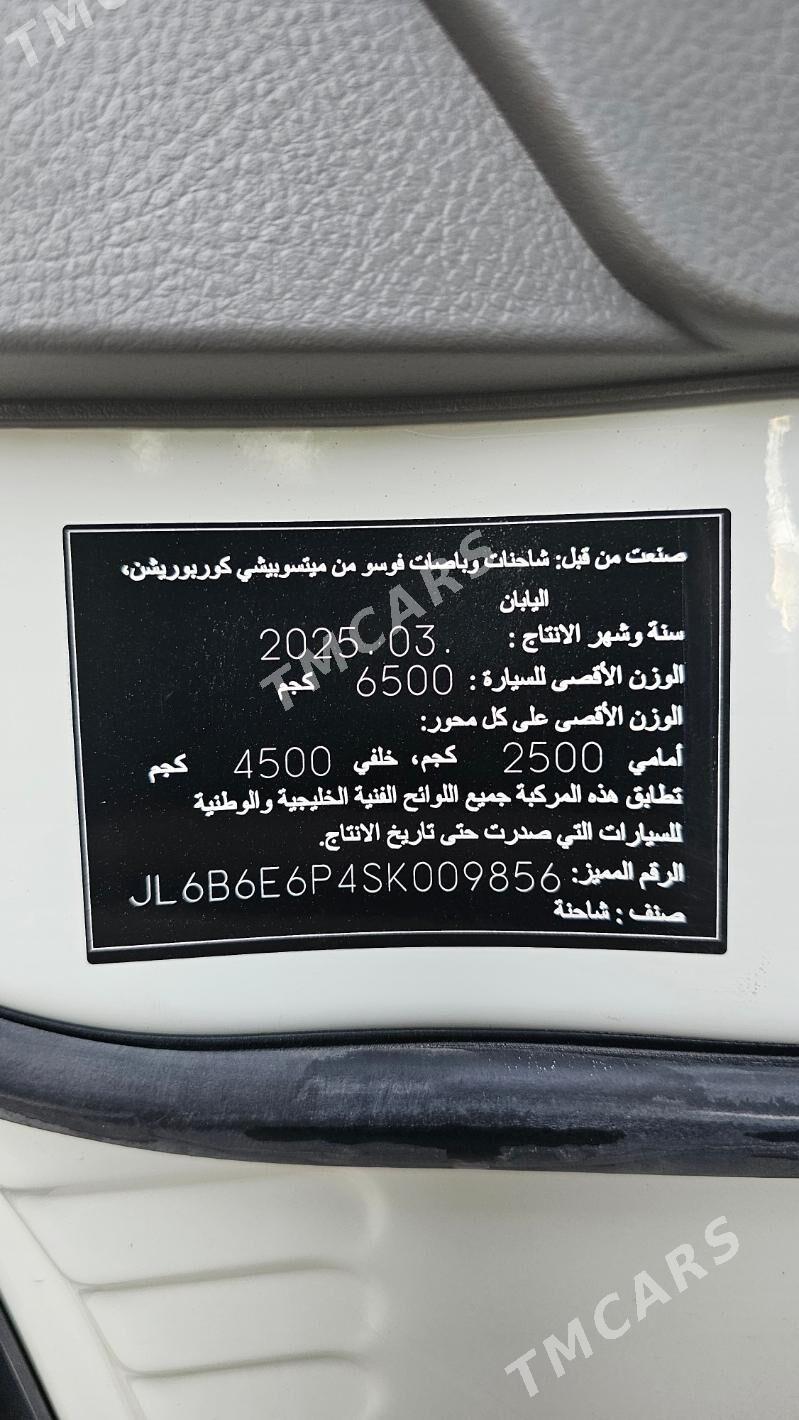 TMCARS
صنعت من قبل: شاحنات وباصات فوسو من ميتسوبيشي كوربوريشن،
اليابان
سنة وشهر الانتاج : 2025 .03
الوزن الأقصى للسيارة : 6500 كجم
الوزن الأقصى على كل محور:
أمامي 2500 كجم، خلفي 4500 كجم
تطابق هذه المركبة جميع اللوائح الفنية الخليجية والوطنية
للسيارات التي صدرت حتى تاريخ الانتاج.
الرقم المميز: JL6B6E6P4SK009856
صنف : شاحنة
TMCARS